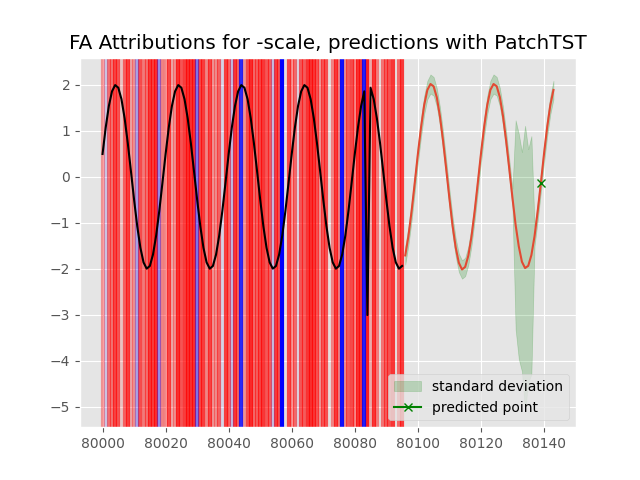 FA Attributions for -scale, predictions with PatchTST
2
1
0
−1
−2
−3
−4
−5
standard deviation
predicted point
80000 80020 80040 80060 80080 80100 80120 80140